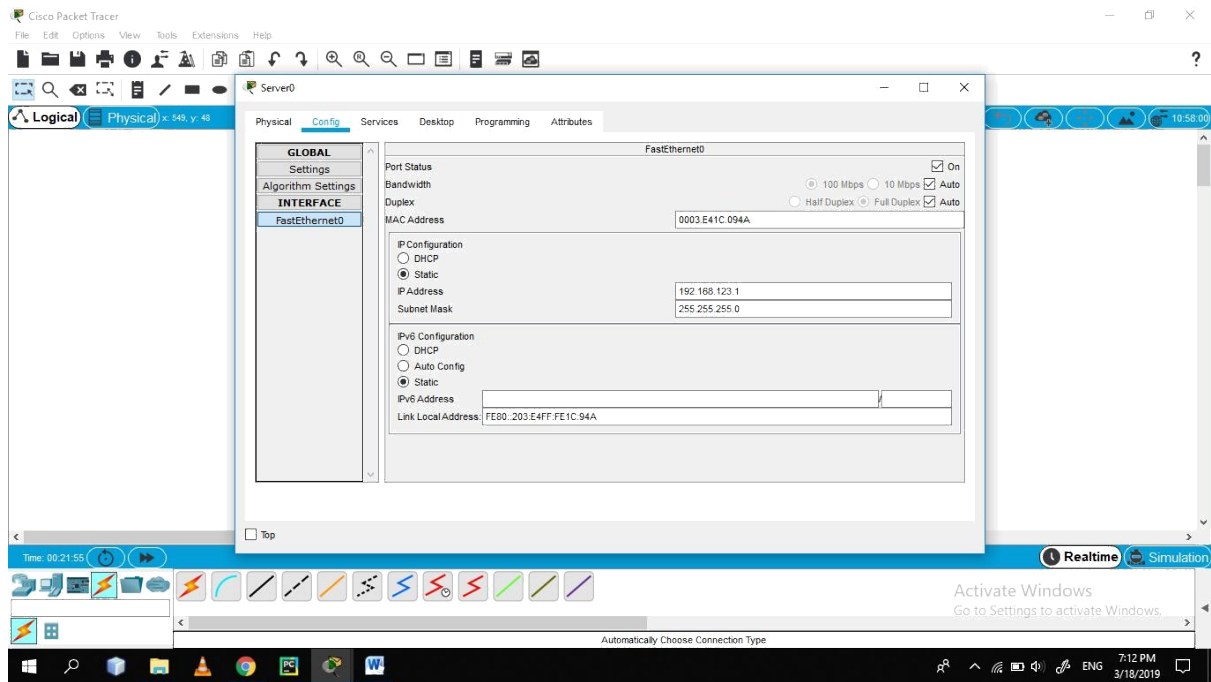 Cisco Packet Tracer
File Edit Options View Tools Extensions Help
?
Server0
Logical Physical x: 549, y: 48 10:58:00
Physical Config Services Desktop Programming Attributes
GLOBAL
Settings
Algorithm Settings
INTERFACE
FastEthernet0
FastEthernet0
Port Status On
Bandwidth 100 Mbps 10 Mbps Auto
Duplex Half Duplex Full Duplex Auto
MAC Address 0003.E41C.094A
IP Configuration
DHCP
Static
IP Address 192.168.123.1
Subnet Mask 255.255.255.0
IPv6 Configuration
DHCP
Auto Config
Static
IPv6 Address /
Link Local Address: FE80::203:E4FF:FE1C:94A
Top
Time: 00:21:55 Realtime Simulation
Activate Windows
Go to Settings to activate Windows.
Automatically Choose Connection Type
PC W ENG 7:12 PM
3/18/2019